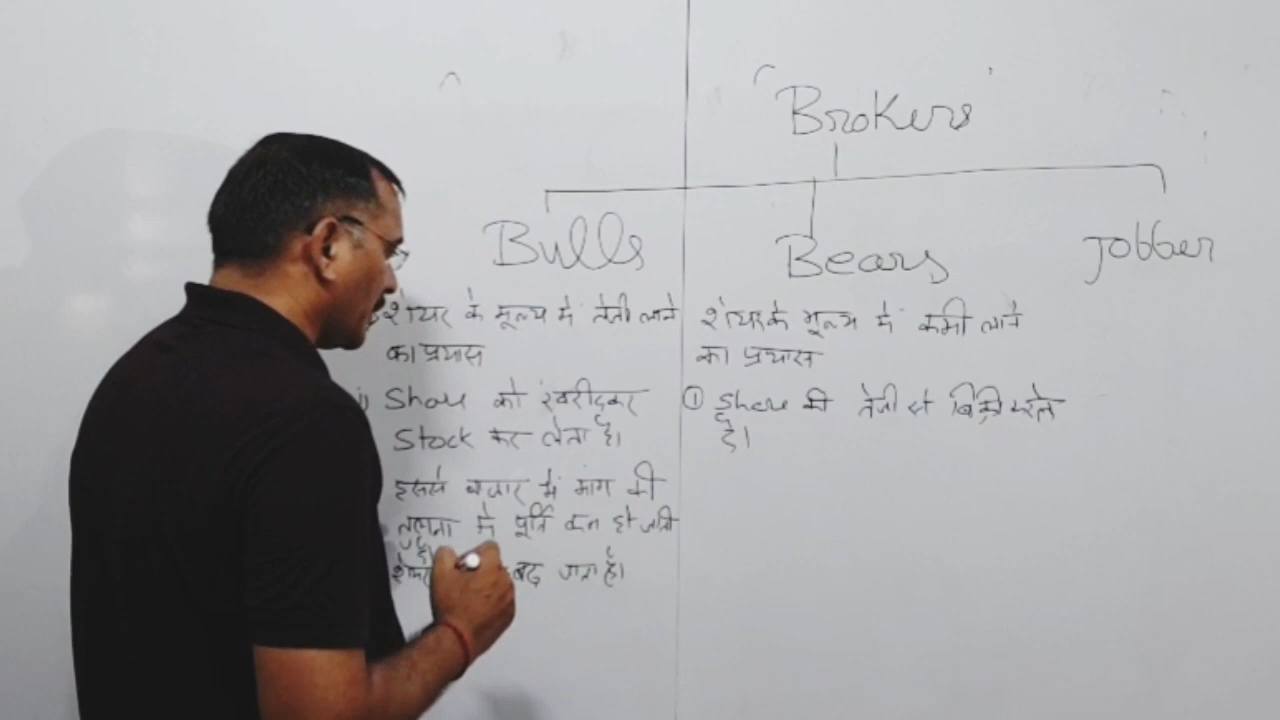 Brokers
Bulls
Bears
Jobber
शेयर के मूल्य में तेजी लाने
का प्रयास
i) Share को खरीदकर
Stock कर लेता है।
इससे बाजार में मांग की
तुलना में पूर्ति कम हो जाती
है।
बढ़ जाता है।
शेयर के मूल्य में कमी लाने
का प्रयास
① Share की तेजी से बिक्री करते
है।